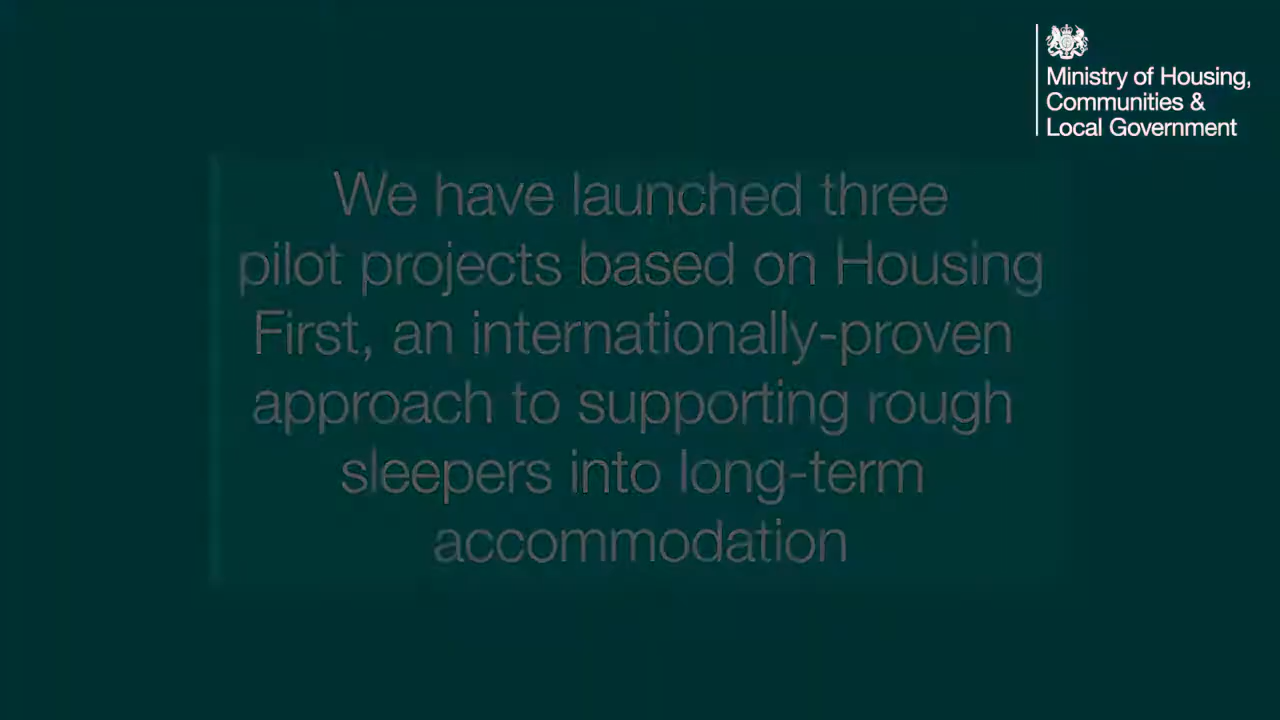 Ministry of Housing,
Communities &
Local Government
We have launched three
pilot projects based on Housing
First, an internationally-proven
approach to supporting rough
sleepers into long-term
accommodation